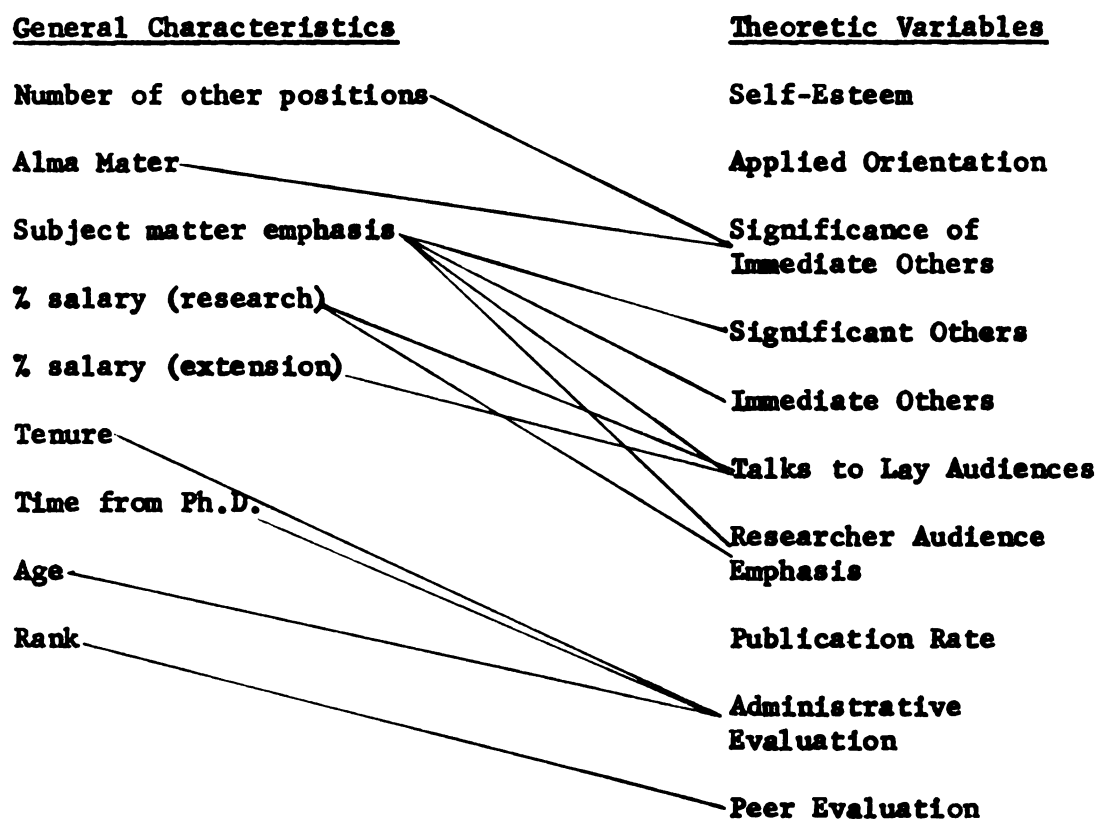 General Characteristics
Number of other positions
Alma Mater
Subject matter emphasis
% salary (research)
% salary (extension)
Tenure
Time from Ph.D.
Age
Rank
Theoretic Variables
Self-Esteem
Applied Orientation
Significance of
Immediate Others
Significant Others
Immediate Others
Talks to Lay Audiences
Researcher Audience
Emphasis
Publication Rate
Administrative
Evaluation
Peer Evaluation